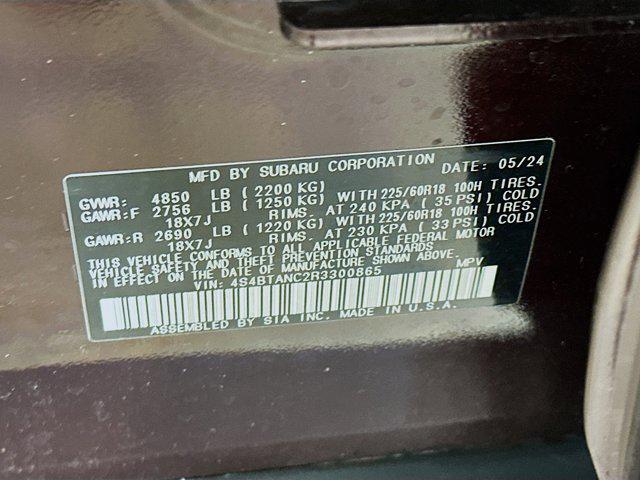 MFD BY SUBARU CORPORATION DATE: 05/24
GVWR: 4850 LB (2200 KG)
GAWR:F 2756 LB (1250 KG) WITH 225/60R18 100H TIRES.
18X7J RIMS. AT 240 KPA (35 PSI) COLD
GAWR:R 2690 LB (1220 KG) WITH 225/60R18 100H TIRES.
18X7J RIMS. AT 230 KPA (33 PSI) COLD
THIS VEHICLE CONFORMS TO ALL APPLICABLE FEDERAL MOTOR
VEHICLE SAFETY AND THEFT PREVENTION STANDARDS
IN EFFECT ON THE DATE OF MANUFACTURE SHOWN ABOVE.
VIN: 4S4BTANC2R3300865 MPV
ASSEMBLED BY SIA INC. MADE IN U.S.A.